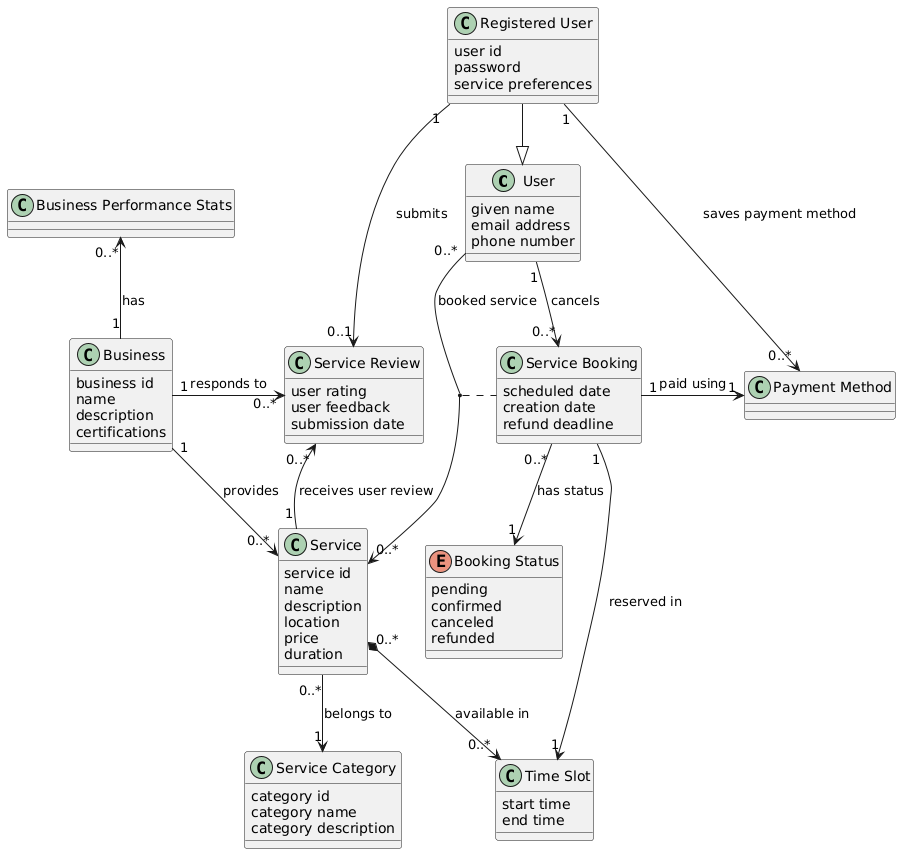 C Registered User
user id
password
service preferences
1
1
submits
saves payment method
C User
given name
email address
phone number
0..*
1
booked service
cancels
C Business Performance Stats
0..*
has
1
0..1
0..*
0..*
C Business
business id
name
description
certifications
1 responds to 0..*
1
C Service Review
user rating
user feedback
submission date
0..*
C Service Booking
scheduled date
creation date
refund deadline
1 paid using 1
C Payment Method
0..*
1
provides
receives user review
has status
0..*
1
0..*
1
C Service
service id
name
description
location
price
duration
E Booking Status
pending
confirmed
canceled
refunded
reserved in
0..*
0..*
belongs to
available in
1
0..*
1
C Service Category
category id
category name
category description
C Time Slot
start time
end time